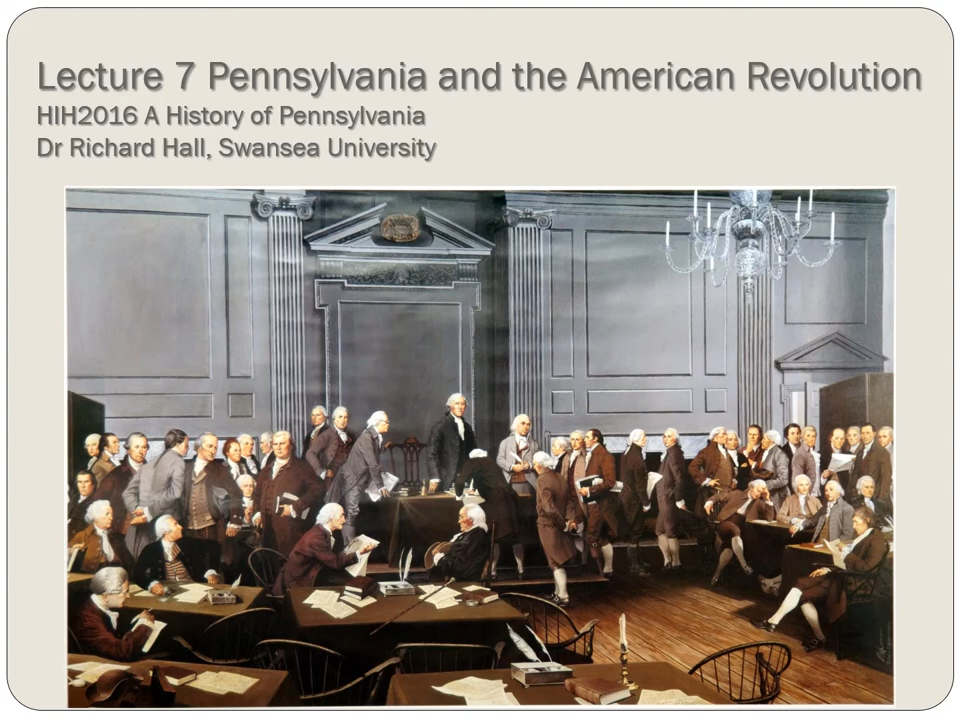 Lecture 7 Pennsylvania and the American Revolution
HIH2016 A History of Pennsylvania
Dr Richard Hall, Swansea University